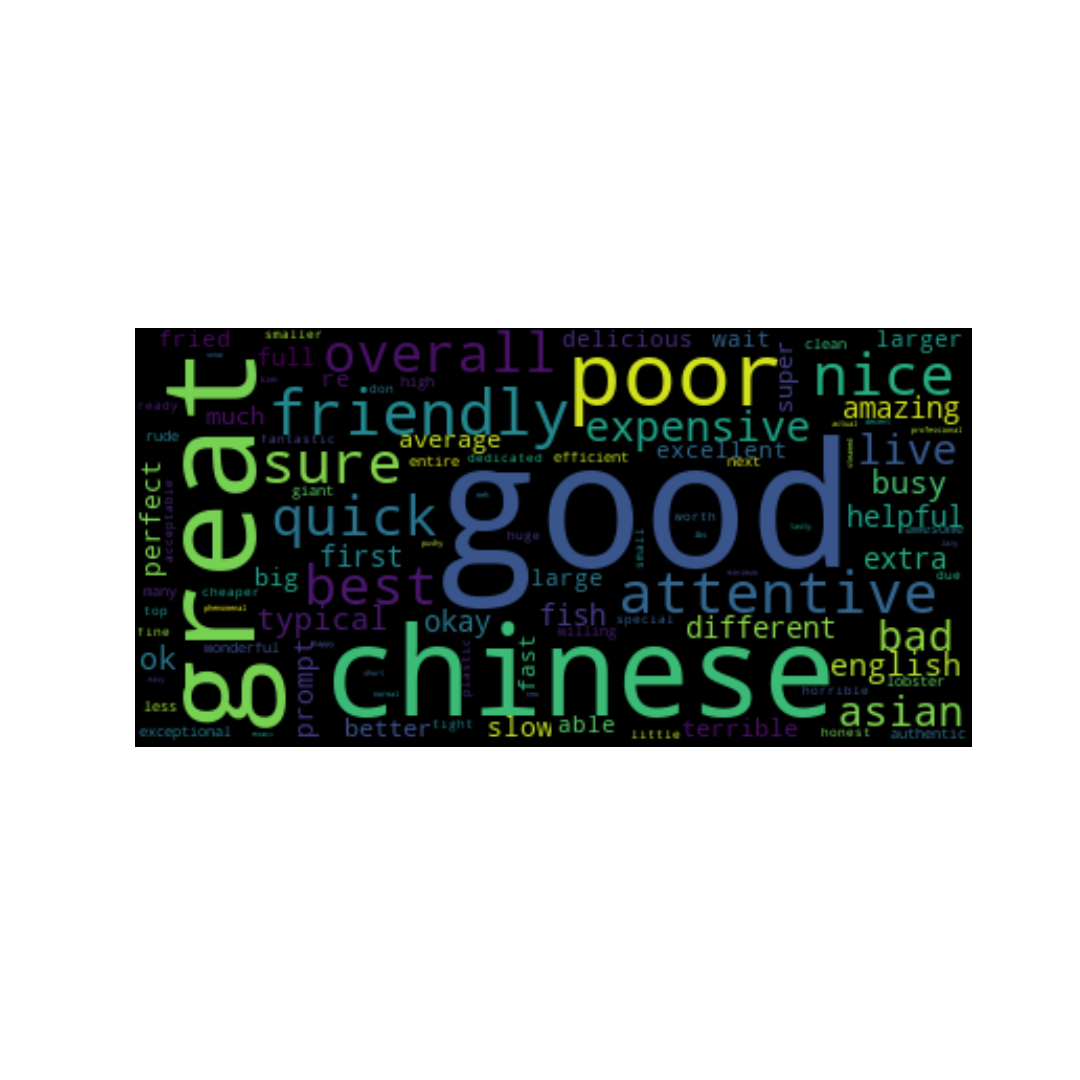 fried
smaller
delicious
wait
clean
larger
full
overall
poor
super
nice
re
don
high
amazing
ready
much
friendly
expensive
great
rude
fantastic
average
excellent
live
professional
sure
entire
dedicated
efficient
next
busy
perfect
acceptable
giant
good
worth
helpful
awesome
quick
huge
small
lazy
first
extra
big
best
large
attentive
due
many
cheaper
top
phenomenal
typical
okay
fish
special
different
fine
willing
bad
wonderful
ok
prompt
happy
chinese
fast
plastic
english
lobster
horrible
less
asian
exceptional
better
tight
slow
able
little
terrible
honest
authentic